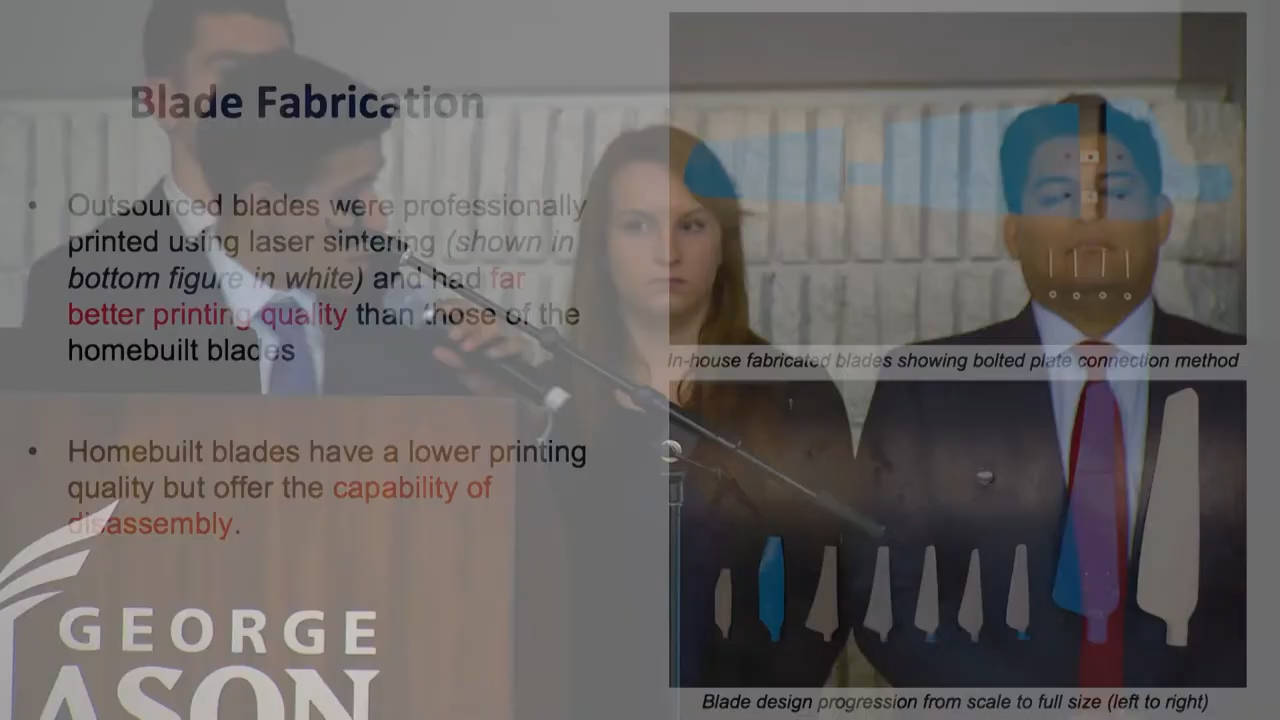 Blade Fabrication
• Outsourced blades were professionally
printed using laser sintering (shown in
bottom figure in white) and had far
better printing quality than those of the
homebuilt blades
• Homebuilt blades have a lower printing
quality but offer the capability of
disassembly.
In-house fabricated blades showing bolted plate connection method
Blade design progression from scale to full size (left to right)
GEORGE
ASON